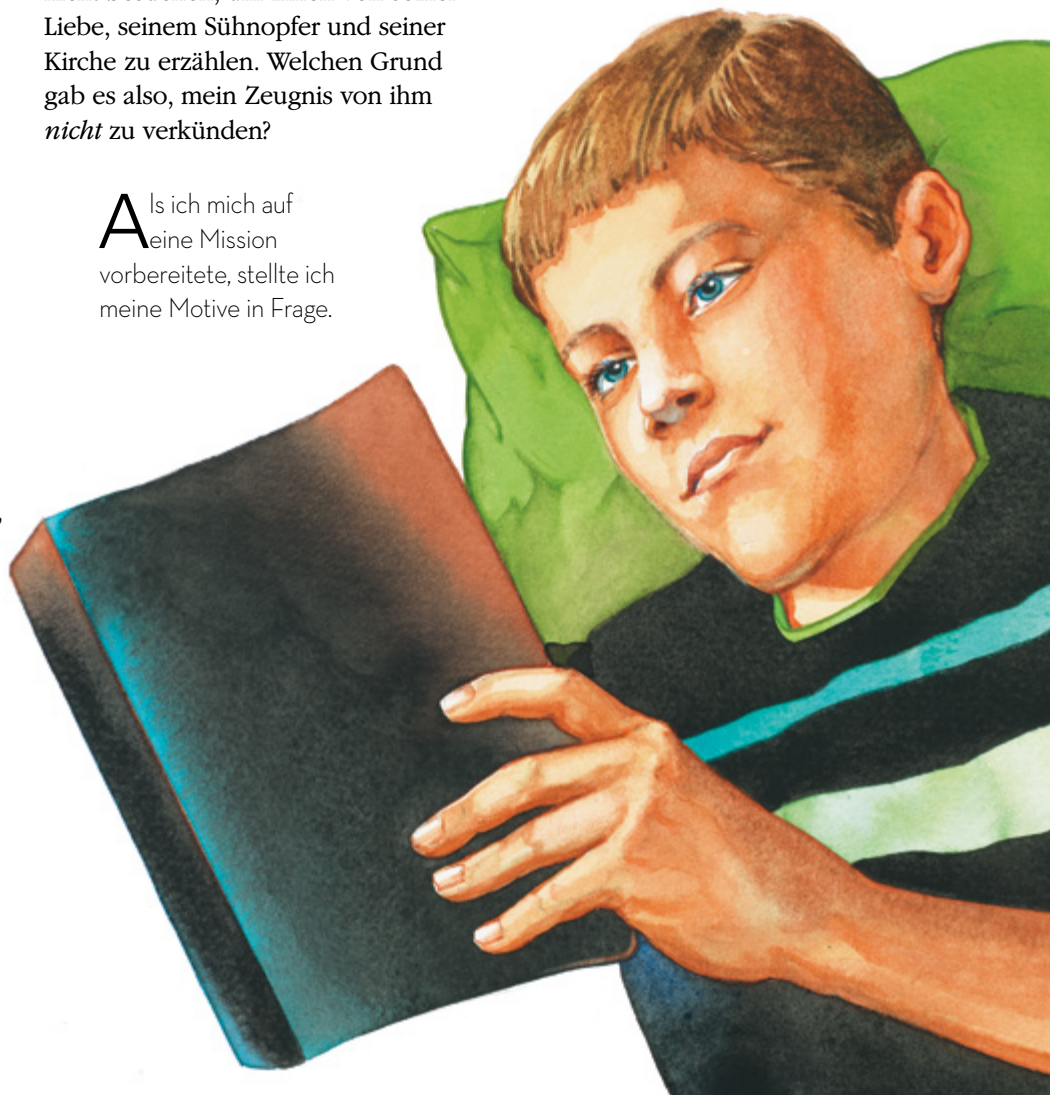 Liebe, seinem Sühnopfer und seiner
Kirche zu erzählen. Welchen Grund
gab es also, mein Zeugnis von ihm
nicht zu verkünden?
Als ich mich auf
eine Mission
vorbereitete, stellte ich
meine Motive in Frage.